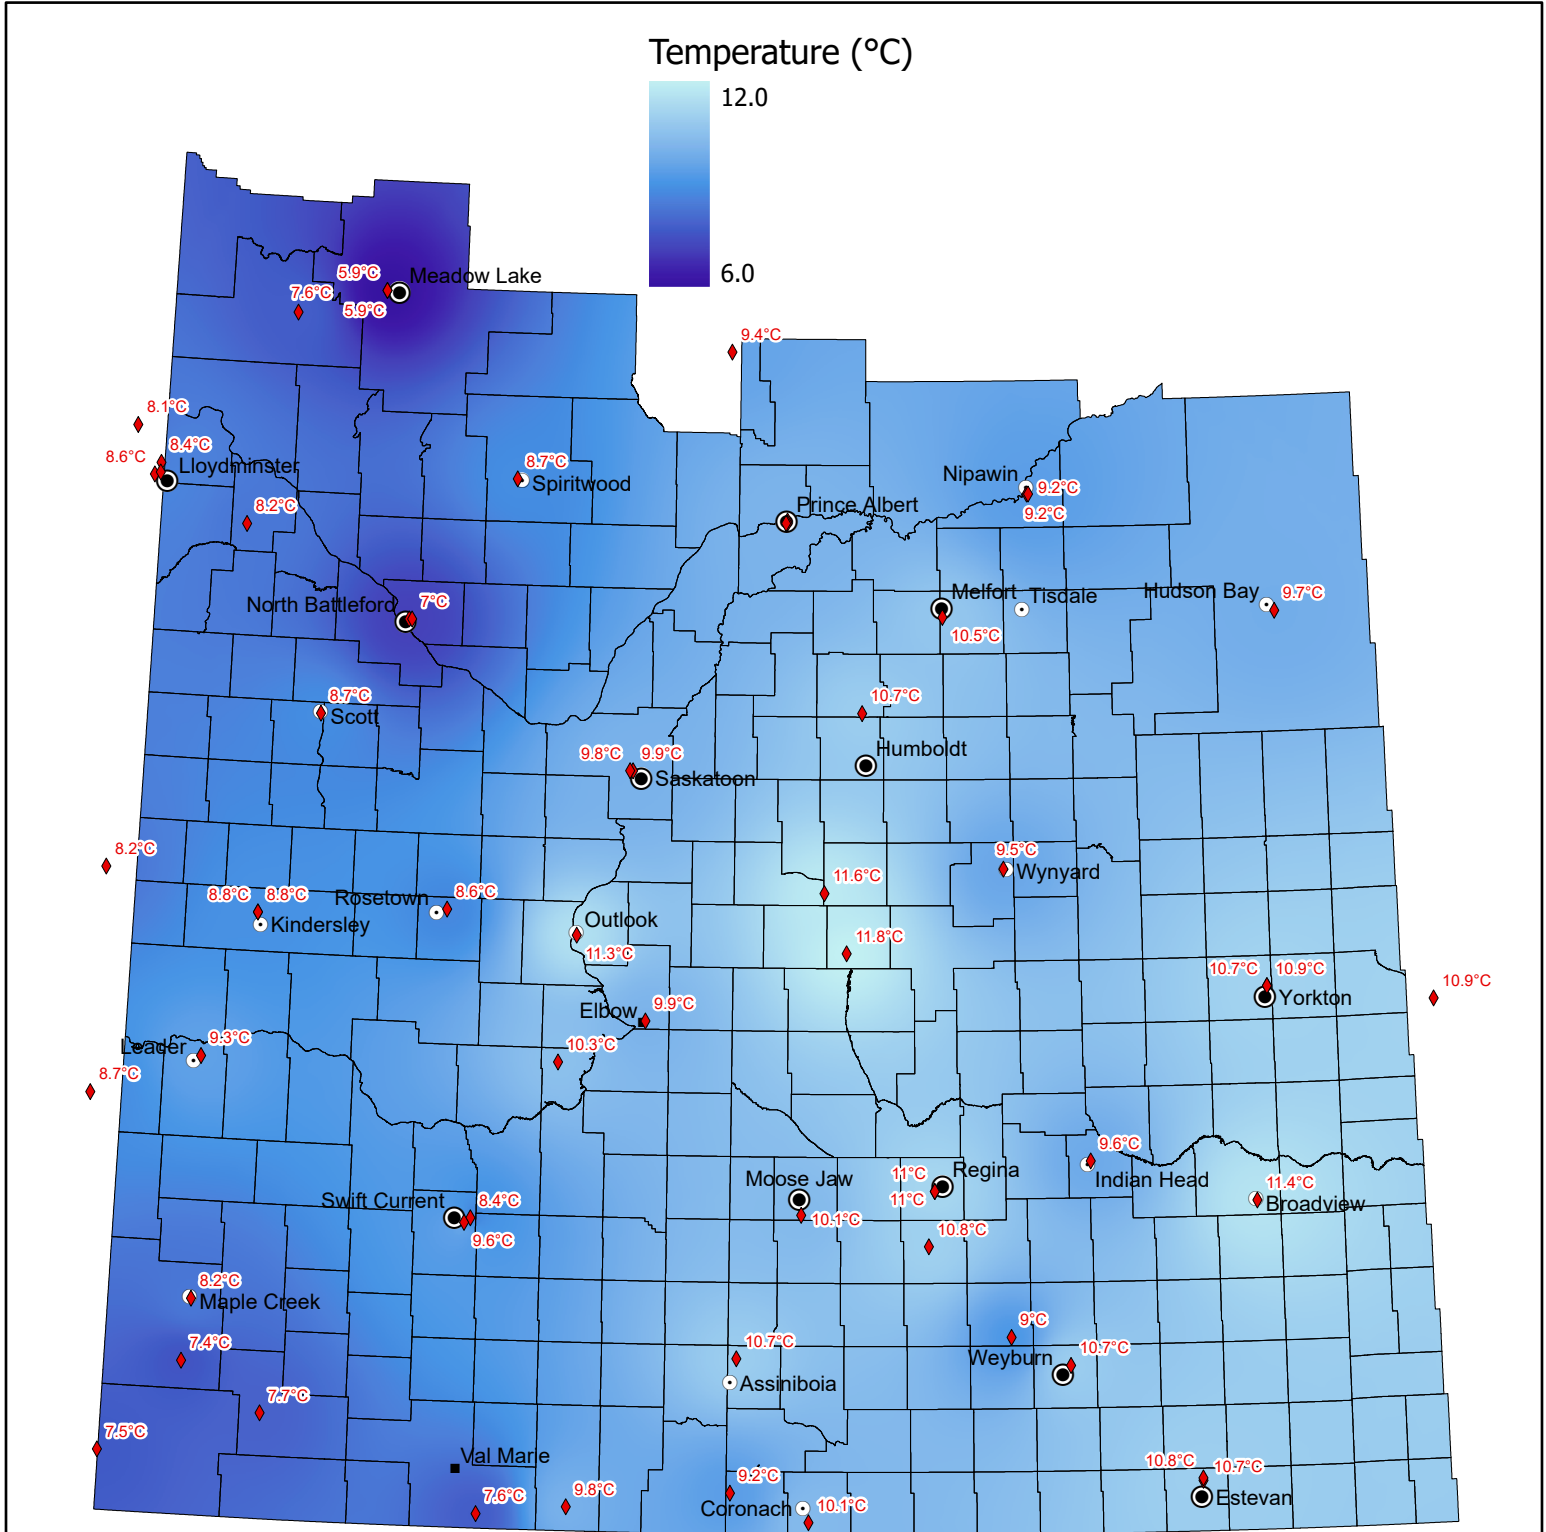 Temperature (°C)
12.0
6.0
5.9°C
Meadow Lake
7.6°C
5.9°C
9.4°C
8.1°C
8.4°C
8.6°C
Lloydminster
8.7°C
Spiritwood
8.2°C
Nipawin
9.2°C
9.2°C
Prince Albert
North Battleford
7°C
Melfort
Tisdale
10.5°C
Hudson Bay
9.7°C
8.7°C
Scott
10.7°C
Humboldt
9.8°C
9.9°C
Saskatoon
8.2°C
9.5°C
Wynyard
11.6°C
8.8°C
8.8°C
Kindersley
Rosetown
8.6°C
Outlook
11.3°C
11.8°C
10.7°C
10.9°C
Yorkton
10.9°C
Elbow
9.9°C
Leader
9.3°C
10.3°C
8.7°C
9.6°C
Indian Head
Moose Jaw
10.1°C
11°C
Regina
11°C
11.4°C
Broadview
Swift Current
8.4°C
9.6°C
10.8°C
8.2°C
Maple Creek
7.4°C
9°C
Weyburn
10.7°C
10.7°C
Assiniboia
7.7°C
7.5°C
Val Marie
7.6°C
9.8°C
9.2°C
Coronach
10.1°C
10.8°C
10.7°C
Estevan